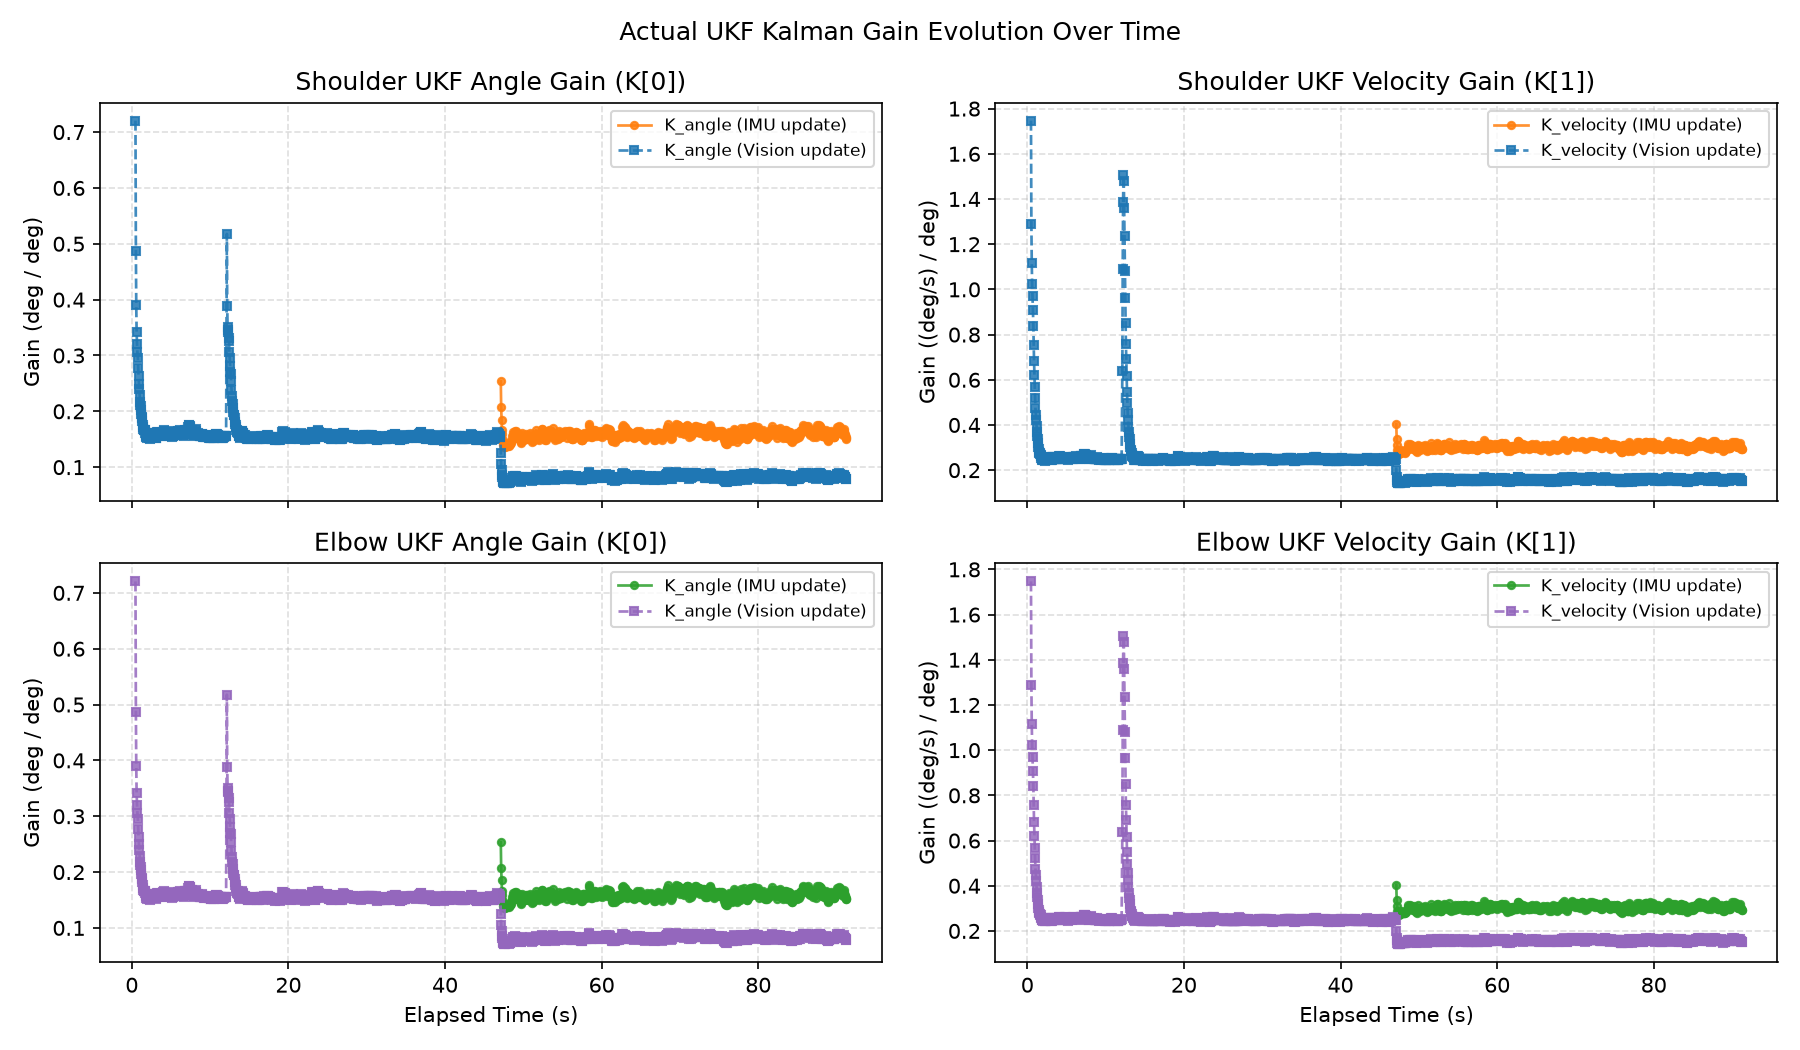 Actual UKF Kalman Gain Evolution Over Time
Shoulder UKF Angle Gain (K[0])
Gain (deg / deg)
0.7
0.6
0.5
0.4
0.3
0.2
0.1
K_angle (IMU update)
K_angle (Vision update)
Shoulder UKF Velocity Gain (K[1])
Gain ((deg/s) / deg)
1.8
1.6
1.4
1.2
1.0
0.8
0.6
0.4
0.2
K_velocity (IMU update)
K_velocity (Vision update)
Elbow UKF Angle Gain (K[0])
Gain (deg / deg)
0.7
0.6
0.5
0.4
0.3
0.2
0.1
K_angle (IMU update)
K_angle (Vision update)
0 20 40 60 80
Elapsed Time (s)
Elbow UKF Velocity Gain (K[1])
Gain ((deg/s) / deg)
1.8
1.6
1.4
1.2
1.0
0.8
0.6
0.4
0.2
K_velocity (IMU update)
K_velocity (Vision update)
0 20 40 60 80
Elapsed Time (s)